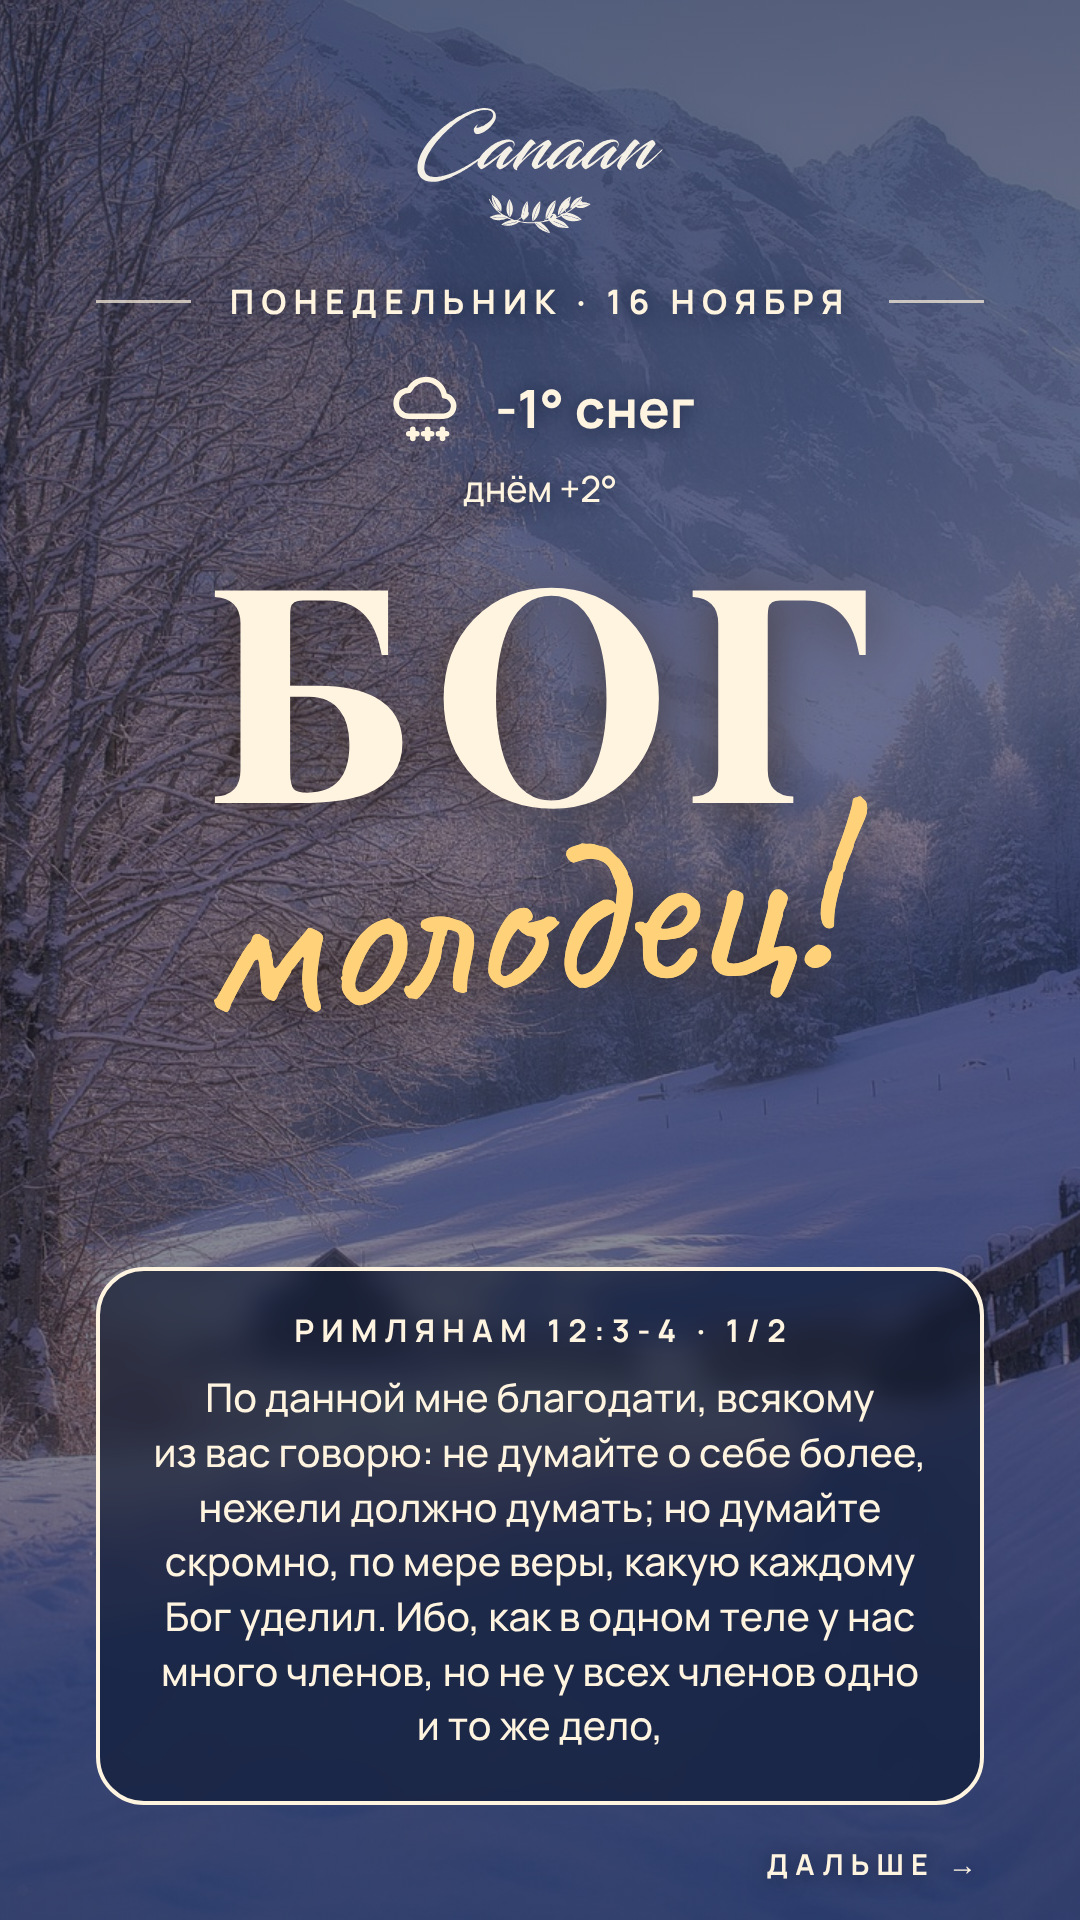 Canaan
ПОНЕДЕЛЬНИК · 16 НОЯБРЯ
-1° снег
днём +2°
БОГ
молодец!
РИМЛЯНАМ 12:3-4 · 1/2
По данной мне благодати, всякому
из вас говорю: не думайте о себе более,
нежели должно думать; но думайте
скромно, по мере веры, какую каждому
Бог уделил. Ибо, как в одном теле у нас
много членов, но не у всех членов одно
и то же дело,
ДАЛЬШЕ →